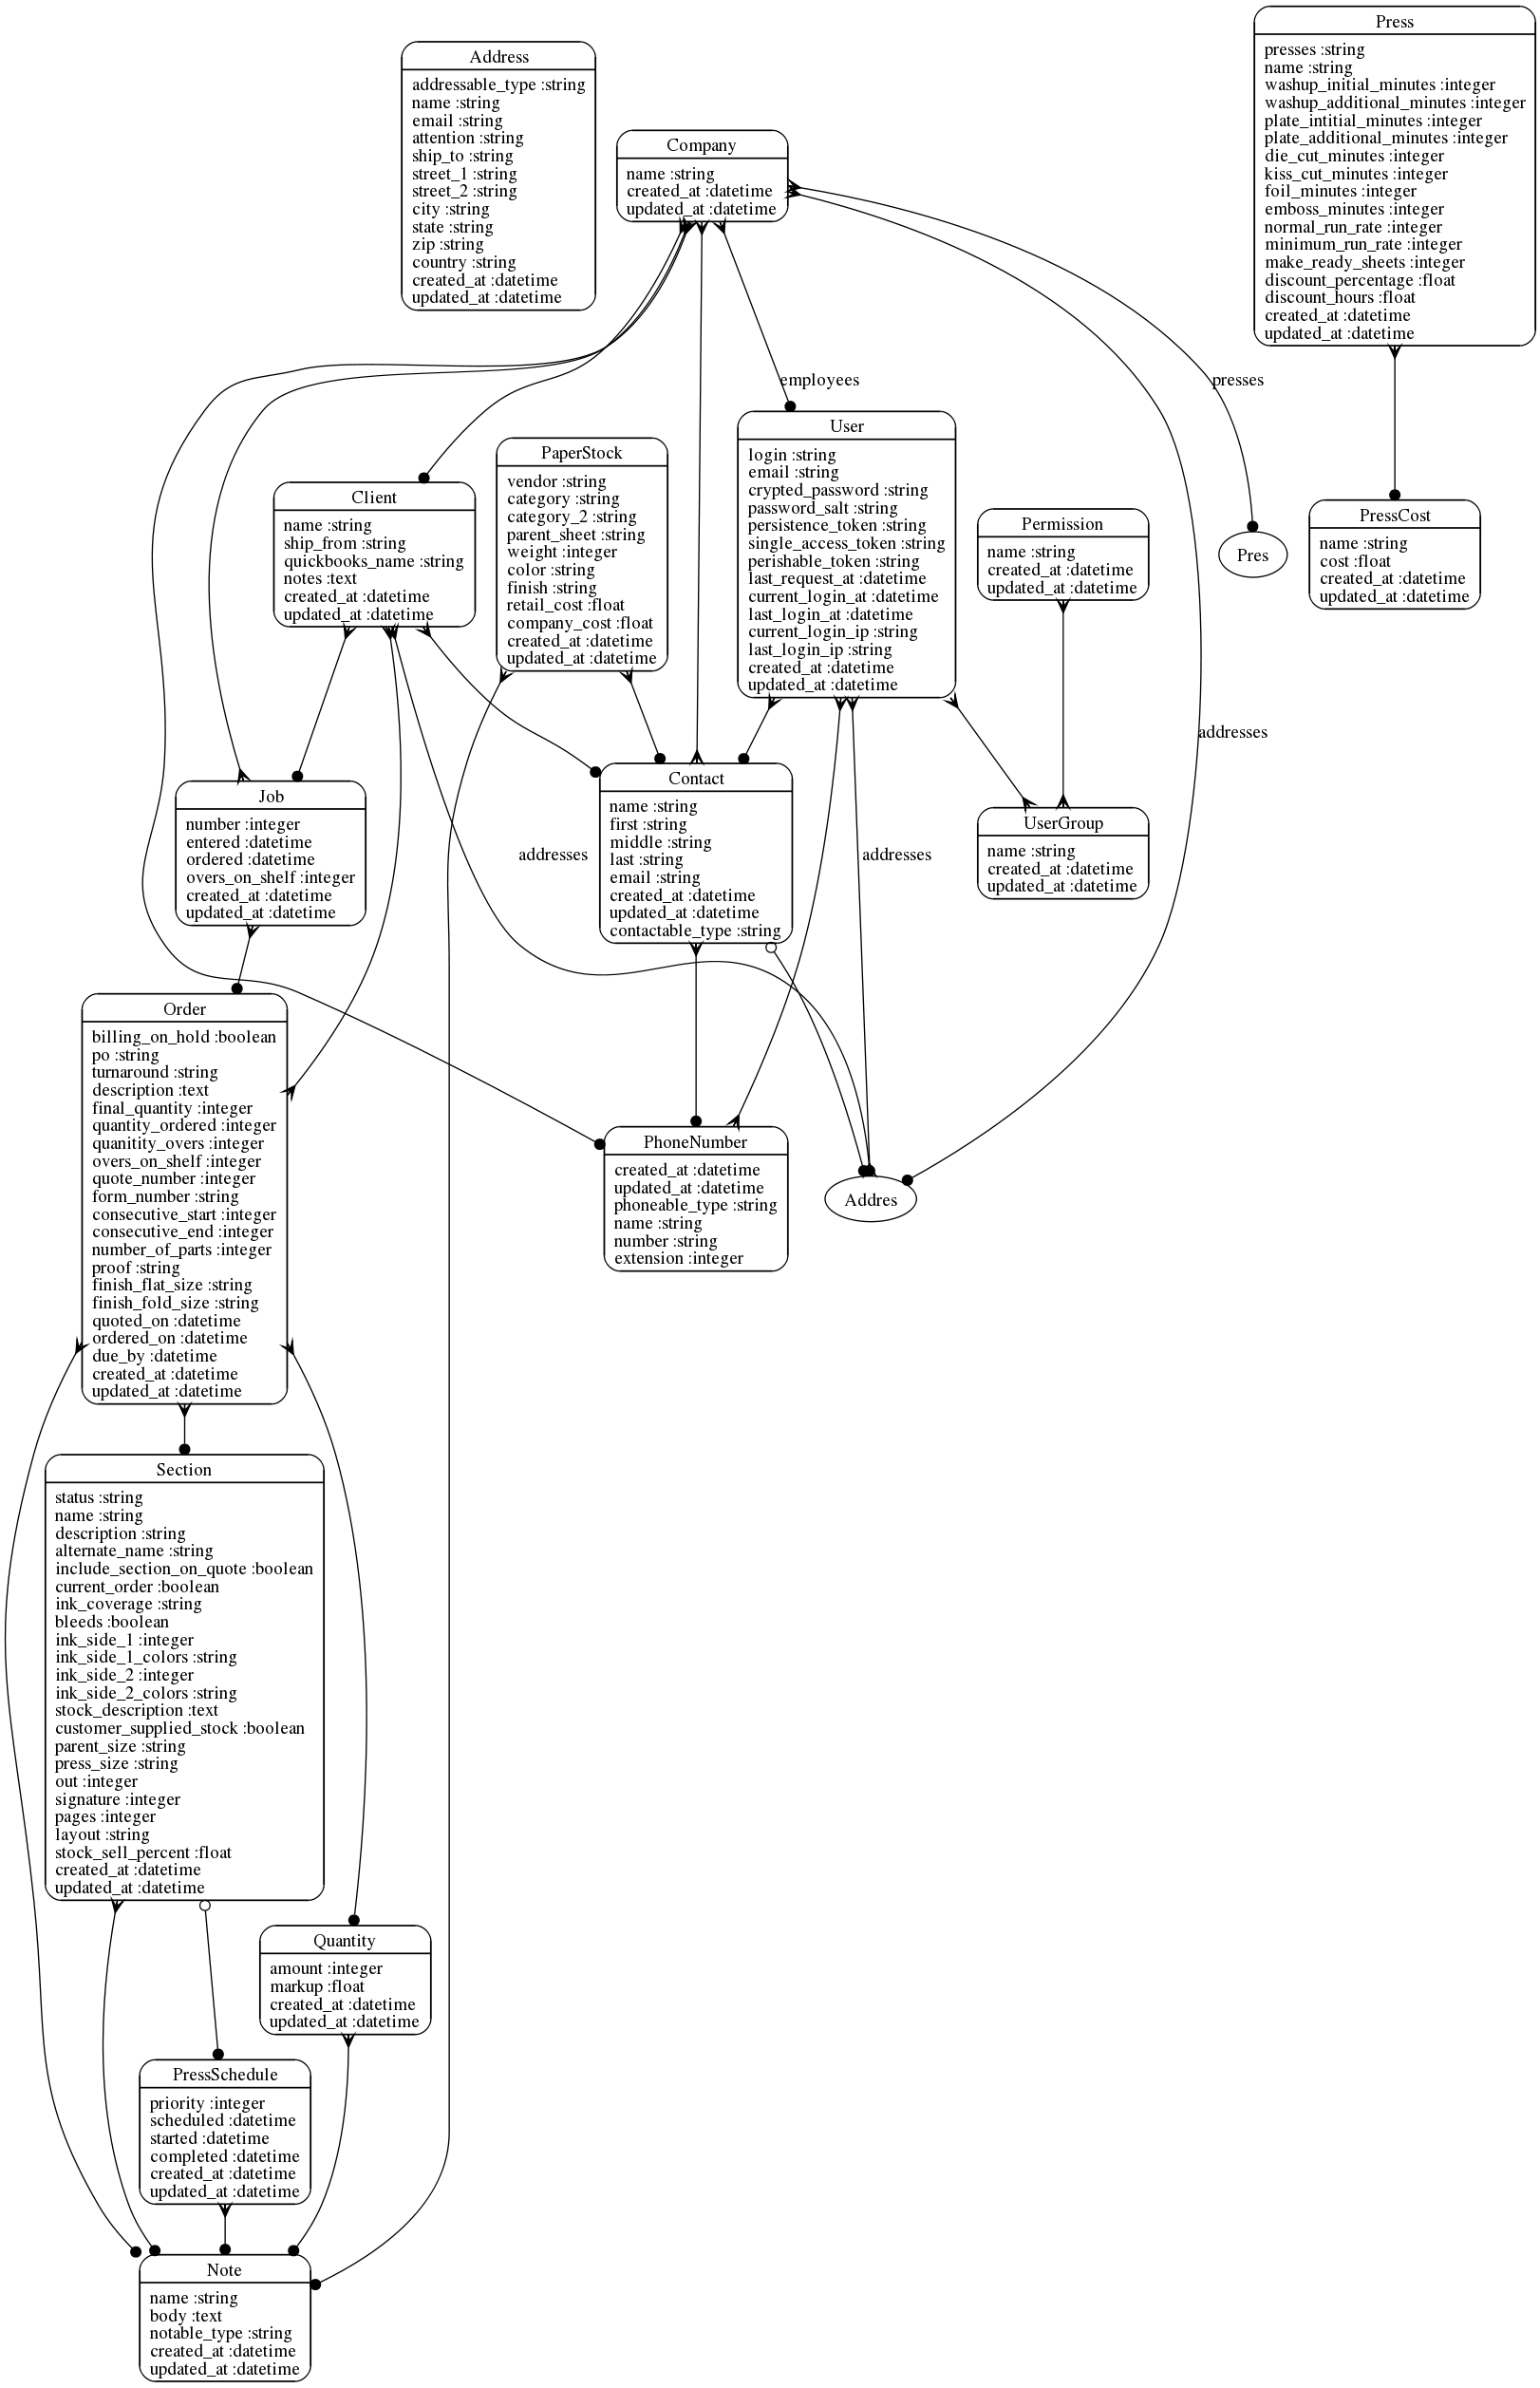 Press
presses :string
name :string
washup_initial_minutes :integer
washup_additional_minutes :integer
plate_intitial_minutes :integer
plate_additional_minutes :integer
die_cut_minutes :integer
kiss_cut_minutes :integer
foil_minutes :integer
emboss_minutes :integer
normal_run_rate :integer
minimum_run_rate :integer
make_ready_sheets :integer
discount_percentage :float
discount_hours :float
created_at :datetime
updated_at :datetime
Address
addressable_type :string
name :string
email :string
attention :string
ship_to :string
street_1 :string
street_2 :string
city :string
state :string
zip :string
country :string
created_at :datetime
updated_at :datetime
Company
name :string
created_at :datetime
updated_at :datetime
employees
presses
User
login :string
email :string
crypted_password :string
password_salt :string
persistence_token :string
single_access_token :string
perishable_token :string
last_request_at :datetime
current_login_at :datetime
last_login_at :datetime
current_login_ip :string
last_login_ip :string
created_at :datetime
updated_at :datetime
PaperStock
vendor :string
category :string
category_2 :string
parent_sheet :string
weight :integer
color :string
finish :string
retail_cost :float
company_cost :float
created_at :datetime
updated_at :datetime
Client
name :string
ship_from :string
quickbooks_name :string
notes :text
created_at :datetime
updated_at :datetime
Permission
name :string
created_at :datetime
updated_at :datetime
Pres
PressCost
name :string
cost :float
created_at :datetime
updated_at :datetime
addresses
Job
number :integer
entered :datetime
ordered :datetime
overs_on_shelf :integer
created_at :datetime
updated_at :datetime
addresses
Contact
name :string
first :string
middle :string
last :string
email :string
created_at :datetime
updated_at :datetime
contactable_type :string
addresses
UserGroup
name :string
created_at :datetime
updated_at :datetime
Order
billing_on_hold :boolean
po :string
turnaround :string
description :text
final_quantity :integer
quantity_ordered :integer
quanitity_overs :integer
overs_on_shelf :integer
quote_number :integer
form_number :string
consecutive_start :integer
consecutive_end :integer
number_of_parts :integer
proof :string
finish_flat_size :string
finish_fold_size :string
quoted_on :datetime
ordered_on :datetime
due_by :datetime
created_at :datetime
updated_at :datetime
PhoneNumber
created_at :datetime
updated_at :datetime
phoneable_type :string
name :string
number :string
extension :integer
Addres
Section
status :string
name :string
description :string
alternate_name :string
include_section_on_quote :boolean
current_order :boolean
ink_coverage :string
bleeds :boolean
ink_side_1 :integer
ink_side_1_colors :string
ink_side_2 :integer
ink_side_2_colors :string
stock_description :text
customer_supplied_stock :boolean
parent_size :string
press_size :string
out :integer
signature :integer
pages :integer
layout :string
stock_sell_percent :float
created_at :datetime
updated_at :datetime
Quantity
amount :integer
markup :float
created_at :datetime
updated_at :datetime
PressSchedule
priority :integer
scheduled :datetime
started :datetime
completed :datetime
created_at :datetime
updated_at :datetime
Note
name :string
body :text
notable_type :string
created_at :datetime
updated_at :datetime